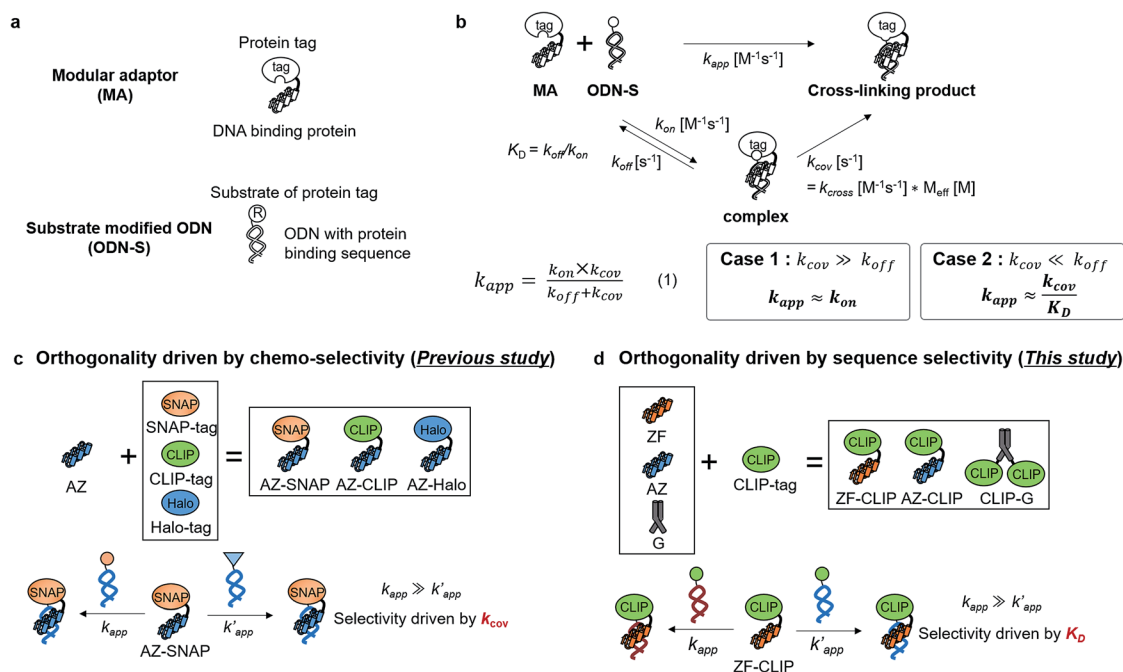 a
Protein tag
tag
Modular adaptor
(MA)
DNA binding protein
Substrate of protein tag
R
Substrate modified ODN
(ODN-S)
ODN with protein
binding sequence
b
tag
+
MA
ODN-S
k_app [M⁻¹s⁻¹]
tag
Cross-linking product
K_D = k_off/k_on
k_on [M⁻¹s⁻¹]
k_off [s⁻¹]
tag
complex
k_cov [s⁻¹]
= k_cross [M⁻¹s⁻¹] * M_eff [M]
k_app = (k_on × k_cov)/(k_off + k_cov) (1)
Case 1 : k_cov ≫ k_off
k_app ≈ k_on
Case 2 : k_cov ≪ k_off
k_app ≈ k_cov/K_D
c Orthogonality driven by chemo-selectivity (Previous study)
AZ
+
SNAP
SNAP-tag
CLIP
CLIP-tag
Halo
Halo-tag
=
SNAP
CLIP
Halo
AZ-SNAP AZ-CLIP AZ-Halo
SNAP
SNAP
SNAP
k_app
k'_app
AZ-SNAP
k_app ≫ k'_app
Selectivity driven by k_cov
d Orthogonality driven by sequence selectivity (This study)
ZF
AZ
G
+
CLIP
CLIP-tag
=
CLIP
CLIP
CLIP
CLIP
ZF-CLIP AZ-CLIP CLIP-G
CLIP
CLIP
CLIP
k_app
k'_app
ZF-CLIP
k_app ≫ k'_app
Selectivity driven by K_D